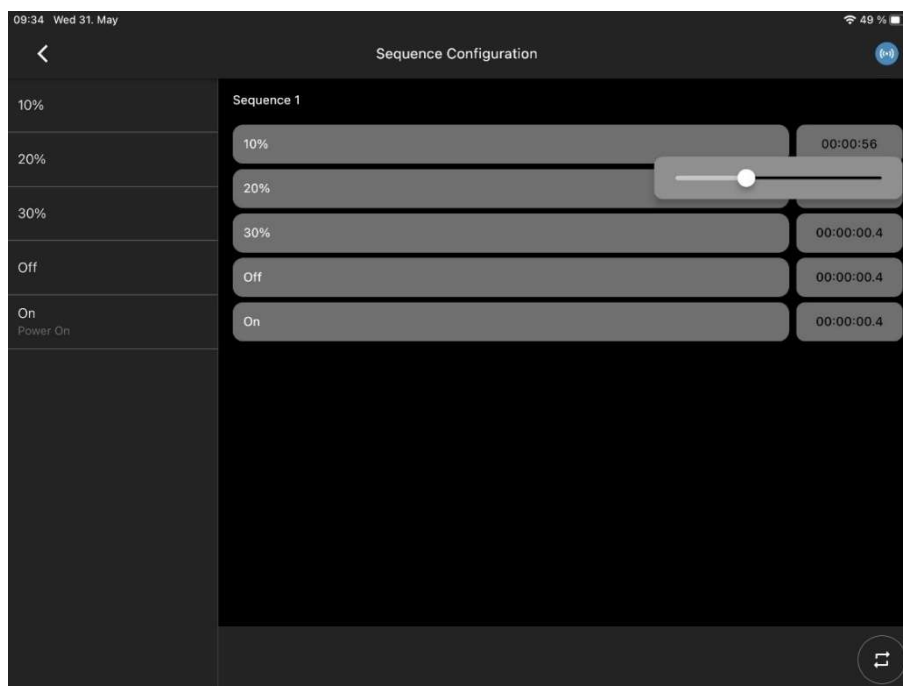 09:34 Wed 31. May
49 %
Sequence Configuration
10%
20%
30%
Off
On
Power On
Sequence 1
10%
00:00:56
20%
30%
00:00:00.4
Off
00:00:00.4
On
00:00:00.4